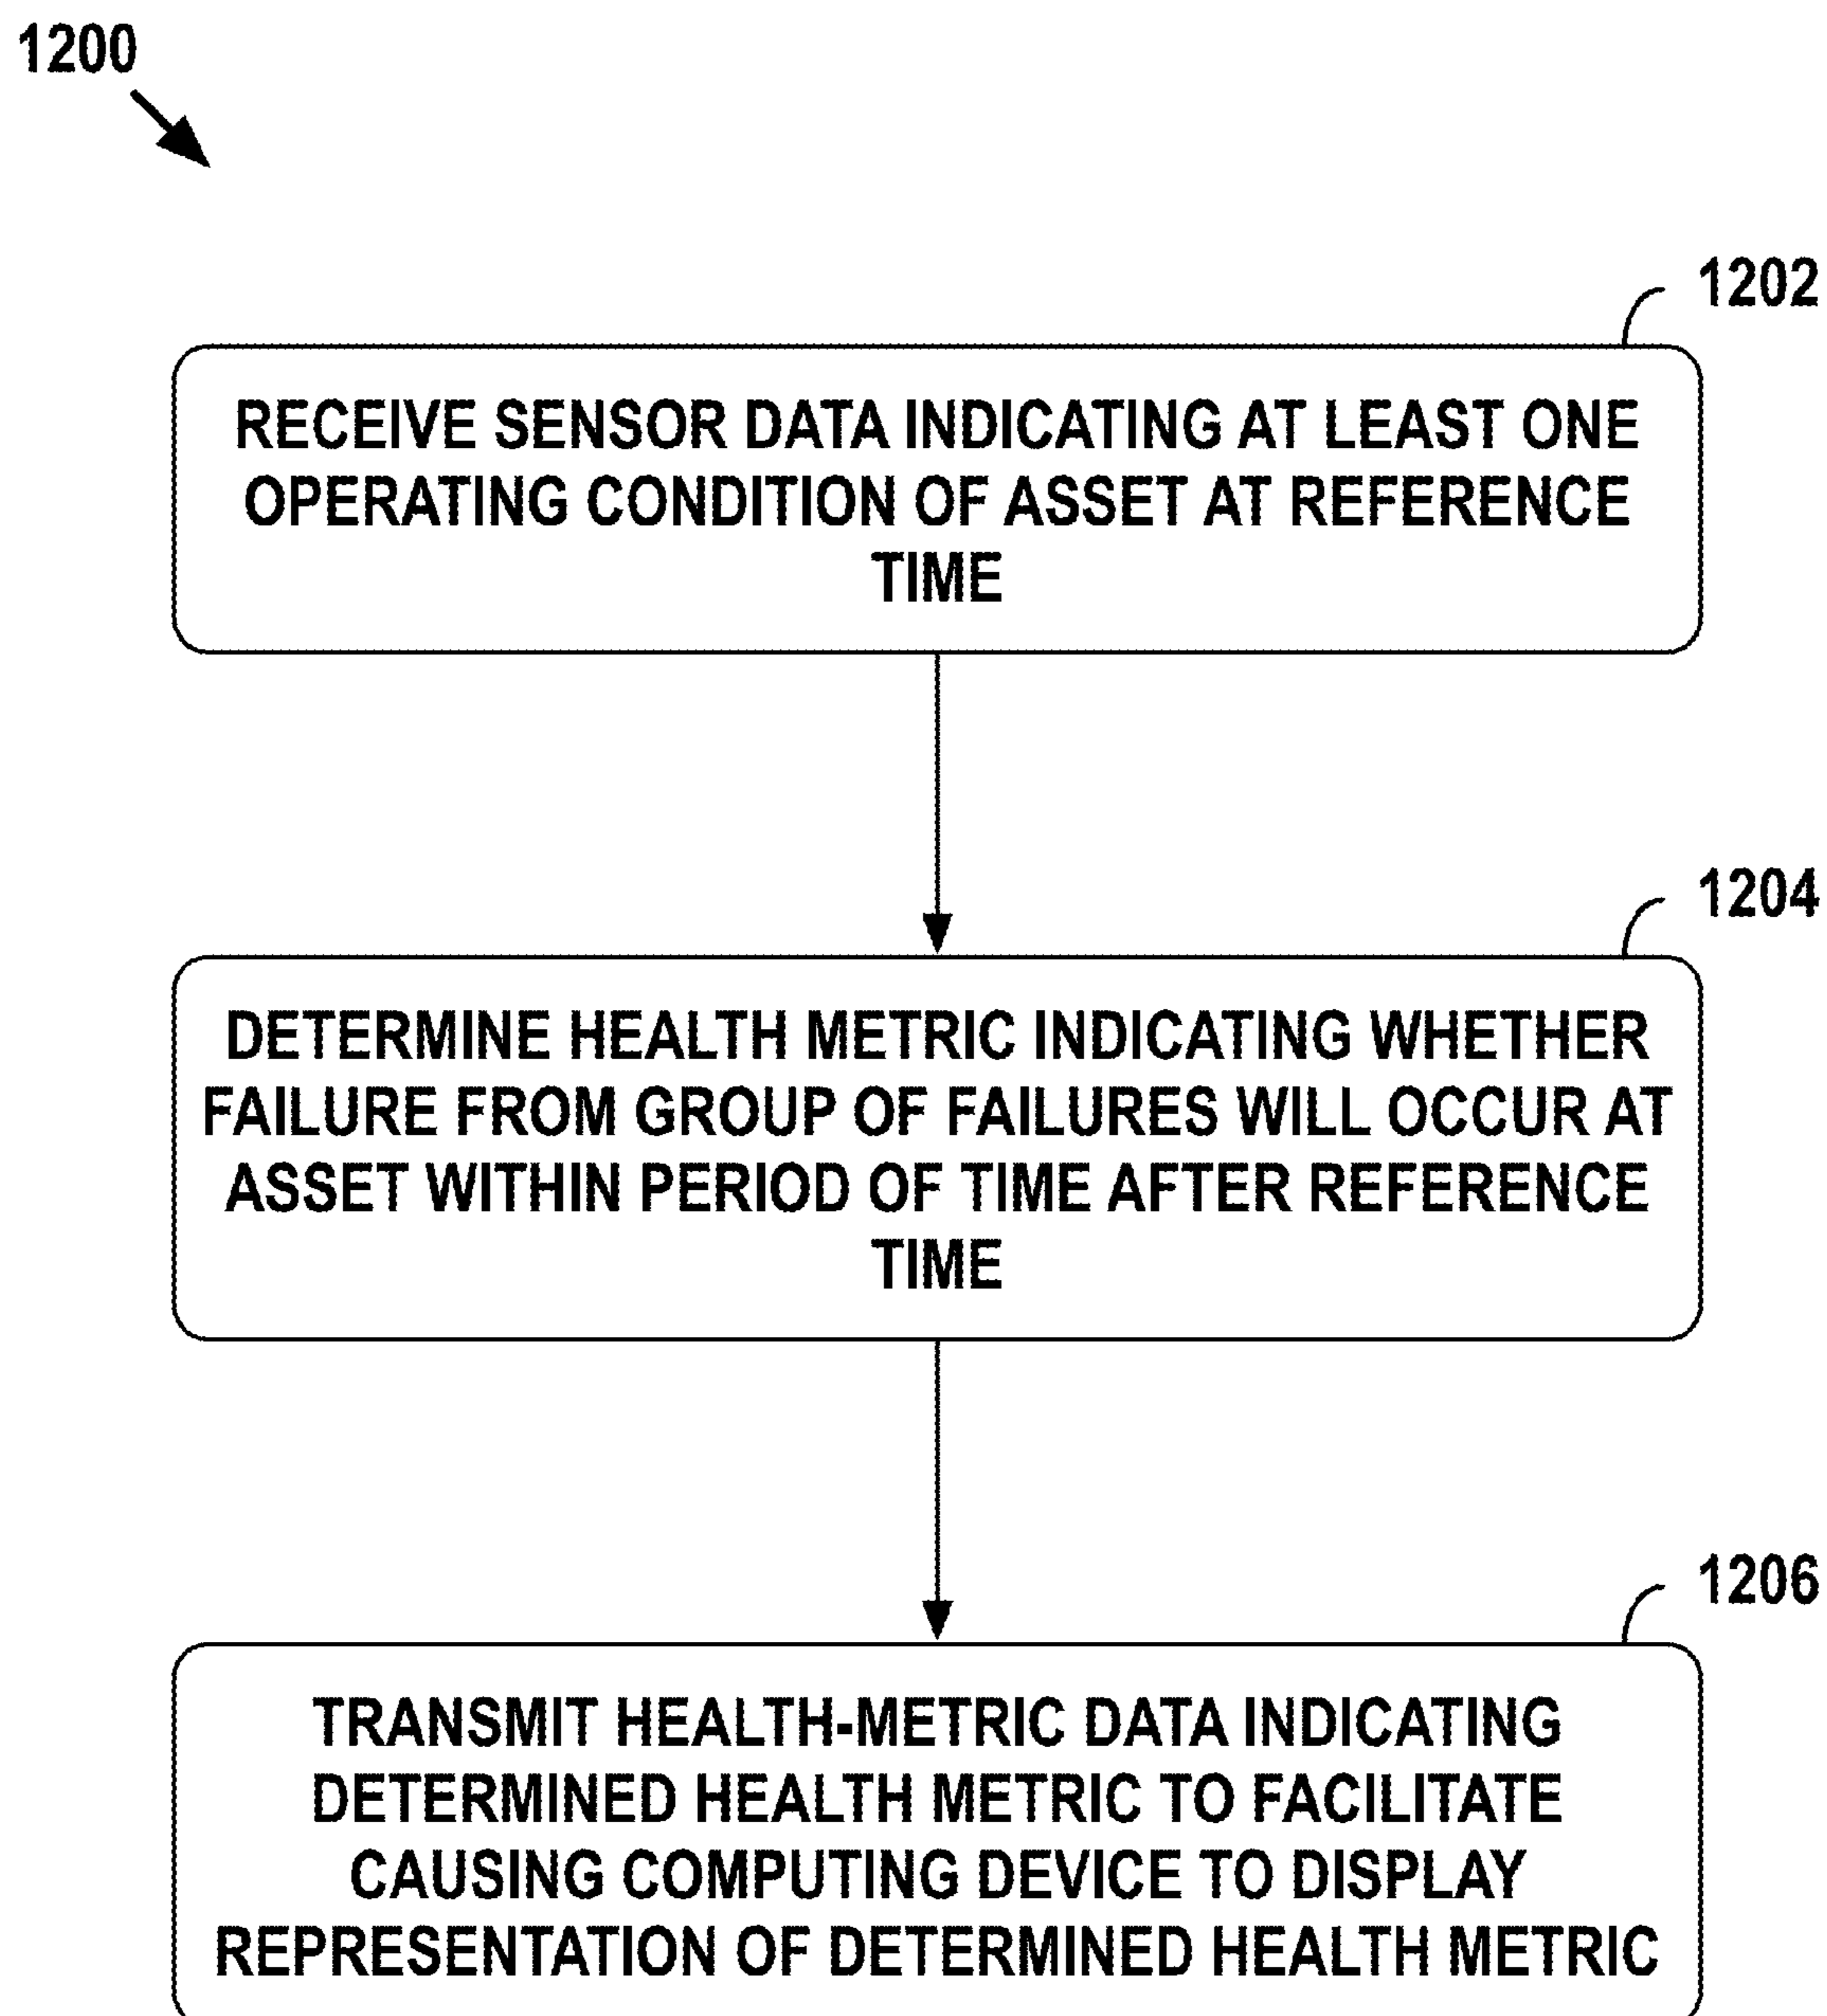 1200
1202
RECEIVE SENSOR DATA INDICATING AT LEAST ONE
OPERATING CONDITION OF ASSET AT REFERENCE
TIME
1204
DETERMINE HEALTH METRIC INDICATING WHETHER
FAILURE FROM GROUP OF FAILURES WILL OCCUR AT
ASSET WITHIN PERIOD OF TIME AFTER REFERENCE
TIME
1206
TRANSMIT HEALTH-METRIC DATA INDICATING
DETERMINED HEALTH METRIC TO FACILITATE
CAUSING COMPUTING DEVICE TO DISPLAY
REPRESENTATION OF DETERMINED HEALTH METRIC